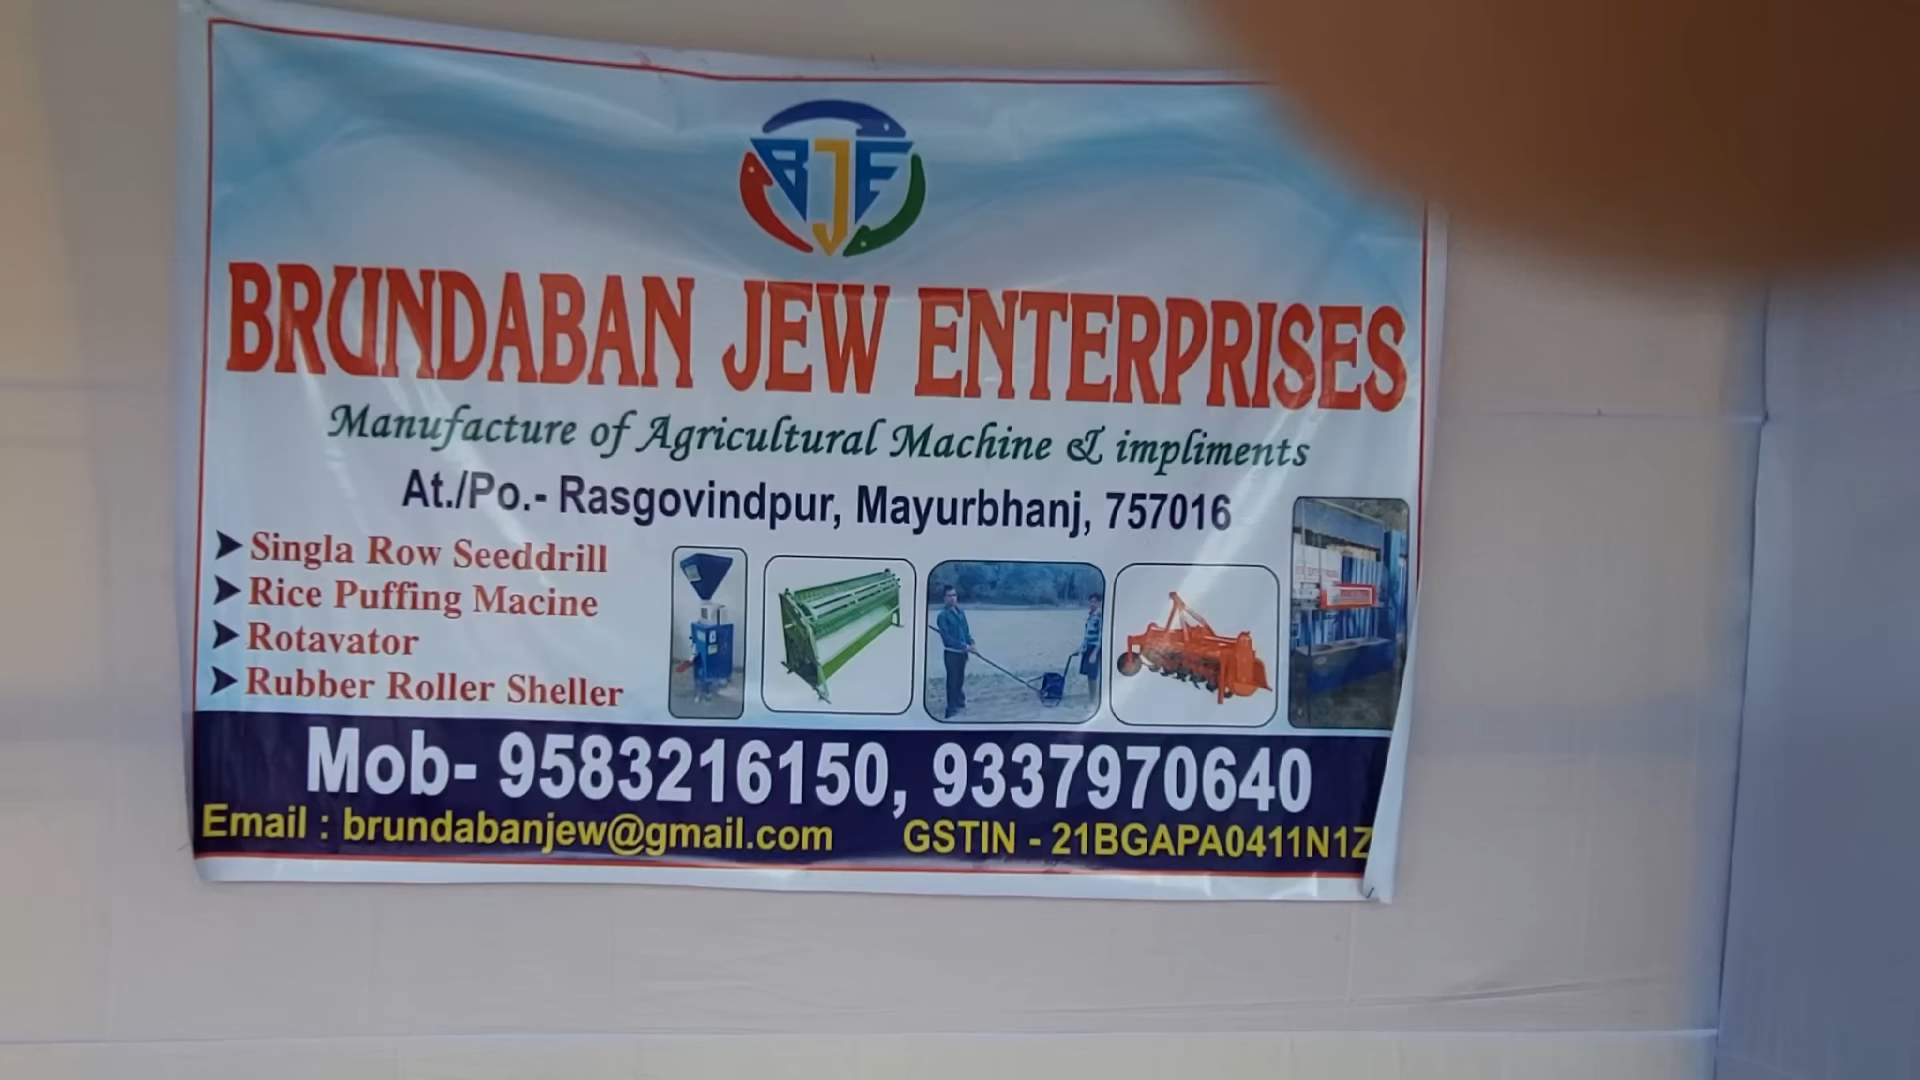 BJE
BRUNDABAN JEW ENTERPRISES
Manufacture of Agricultural Machine & impliments
At./Po.- Rasgovindpur, Mayurbhanj, 757016
➤ Singla Row Seeddrill
➤ Rice Puffing Macine
➤ Rotavator
➤ Rubber Roller Sheller
Mob- 9583216150, 9337970640
Email : brundabanjew@gmail.com GSTIN - 21BGAPA0411N1Z